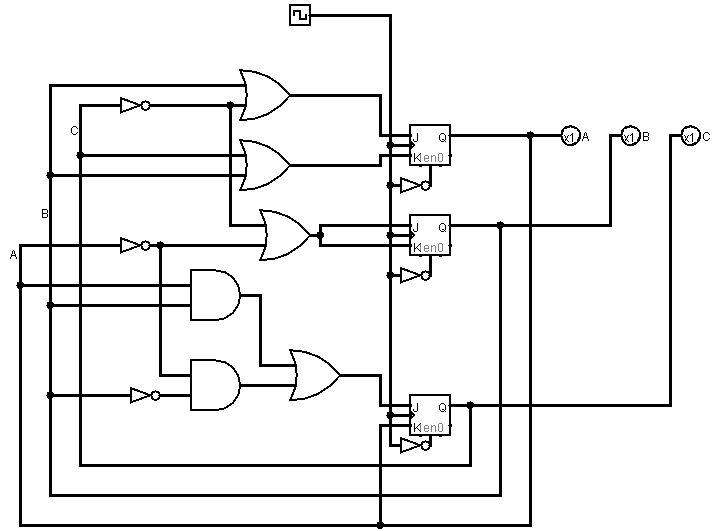 C
J Q
K en0
x1 A
x1 B
x1 C
B
J Q
K en0
A
J Q
K en0